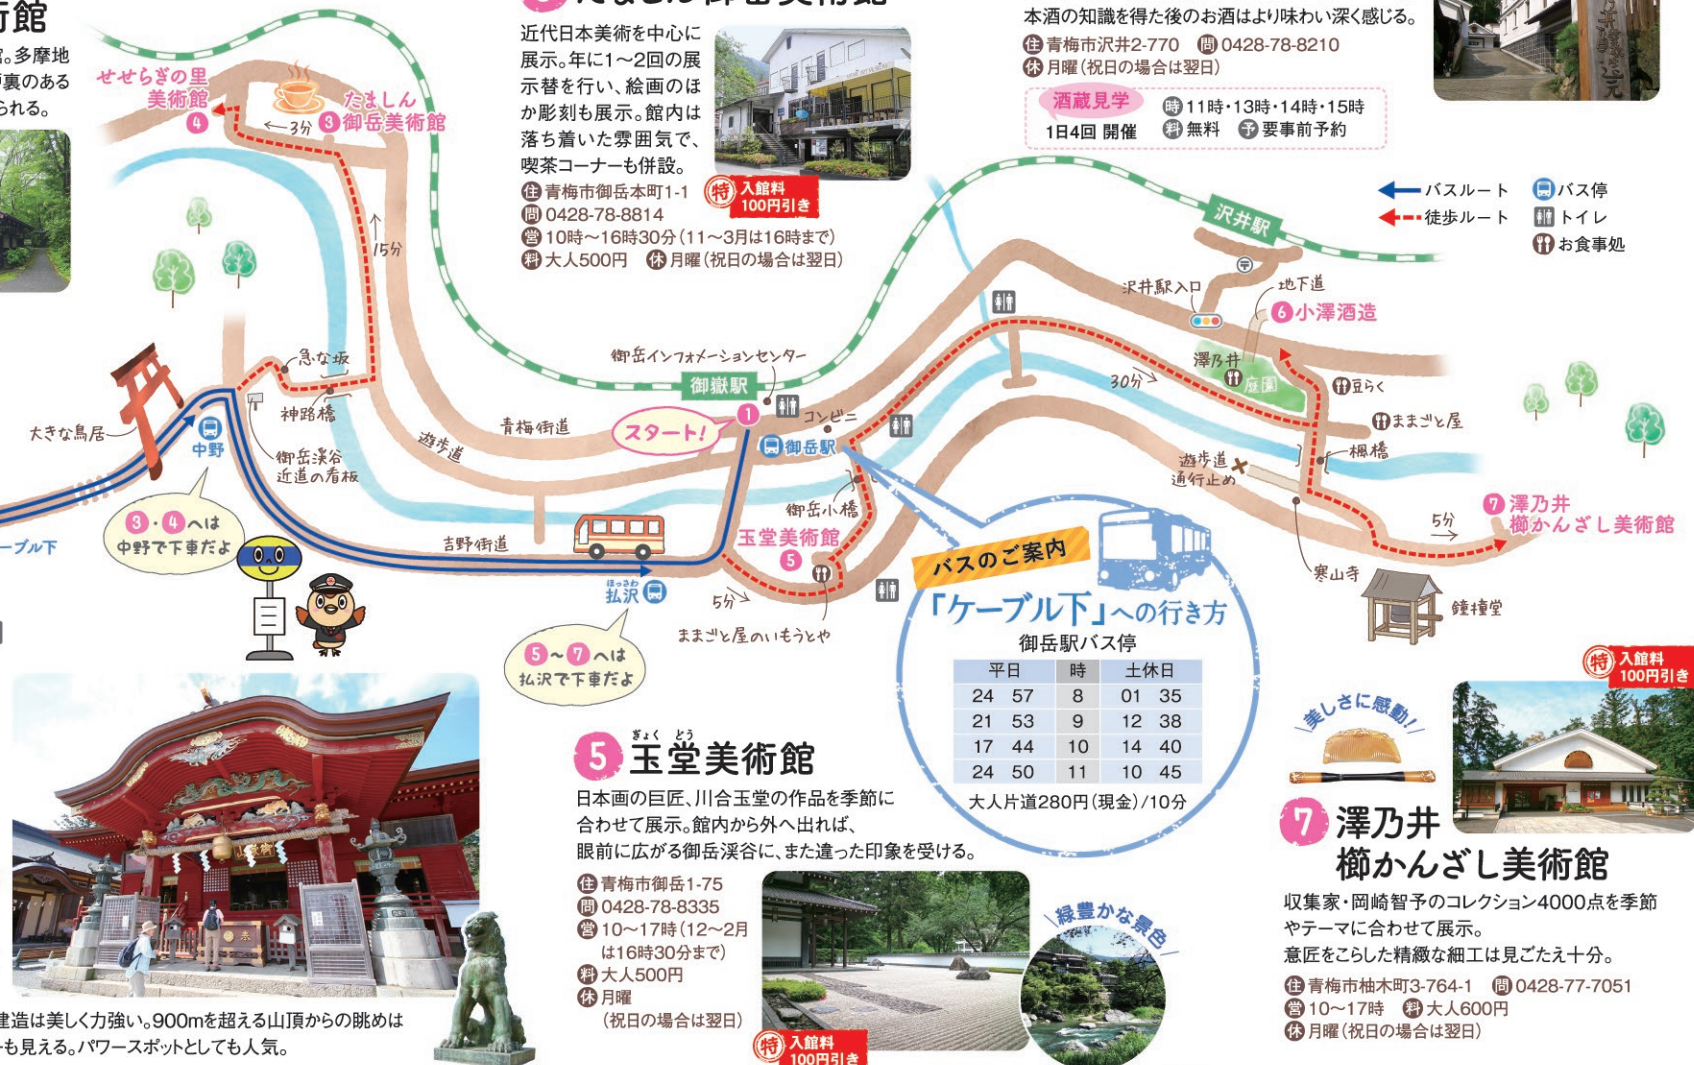 術館
館。多摩地
戸裏のある
られる。
たましん御岳美術館
近代日本美術を中心に
展示。年に1〜2回の展
示替を行い、絵画のほ
か彫刻も展示。館内は
落ち着いた雰囲気で、
喫茶コーナーも併設。
住 青梅市御岳本町1-1
問 0428-78-8814
営 10時〜16時30分(11〜3月は16時まで)
料 大人500円 休 月曜(祝日の場合は翌日)
特 入館料
100円引き
本酒の知識を得た後のお酒はより味わい深く感じる。
住 青梅市沢井2-770 問 0428-78-8210
休 月曜(祝日の場合は翌日)
酒蔵見学
1日4回 開催
時 11時・13時・14時・15時
料 無料 予 要事前予約
バスルート
徒歩ルート
バス停
トイレ
お食事処
せせらぎの里
美術館
4
←3分
たましん
3 御岳美術館
↑
15分
急な坂
神路橋
大きな鳥居
中野
御岳渓谷
近道の看板
3・4へは
中野で下車だよ
ーブル下
青梅街道
遊歩道
吉野街道
御岳インフォメーションセンター
御嶽駅
1
スタート!
コンビニ
御岳駅
御岳小橋
玉堂美術館
5
ほっさわ
払沢
5分→
ままごと屋のいもうとや
5〜7へは
払沢で下車だよ
沢井駅
沢井駅入口
地下道
6 小澤酒造
澤乃井
庭園
30分→
豆らく
ままごと屋
楓橋
遊歩道
通行止め
5分
→
寒山寺
鐘撞堂
7 澤乃井
櫛かんざし美術館
バスのご案内
「ケーブル下」への行き方
御岳駅バス停
平日 時 土休日
24 57 8 01 35
21 53 9 12 38
17 44 10 14 40
24 50 11 10 45
大人片道280円(現金)/10分
建造は美しく力強い。900mを超える山頂からの眺めは
も見える。パワースポットとしても人気。
ぎょく どう
5 玉堂美術館
日本画の巨匠、川合玉堂の作品を季節に
合わせて展示。館内から外へ出れば、
眼前に広がる御岳渓谷に、また違った印象を受ける。
住 青梅市御岳1-75
問 0428-78-8335
営 10〜17時(12〜2月
は16時30分まで)
料 大人500円
休 月曜
(祝日の場合は翌日)
特 入館料
100円引き
緑豊かな景色
美しさに感動!
特 入館料
100円引き
7 澤乃井
櫛かんざし美術館
収集家・岡崎智予のコレクション4000点を季節
やテーマに合わせて展示。
意匠をこらした精緻な細工は見ごたえ十分。
住 青梅市柚木町3-764-1 問 0428-77-7051
営 10〜17時 料 大人600円
休 月曜(祝日の場合は翌日)